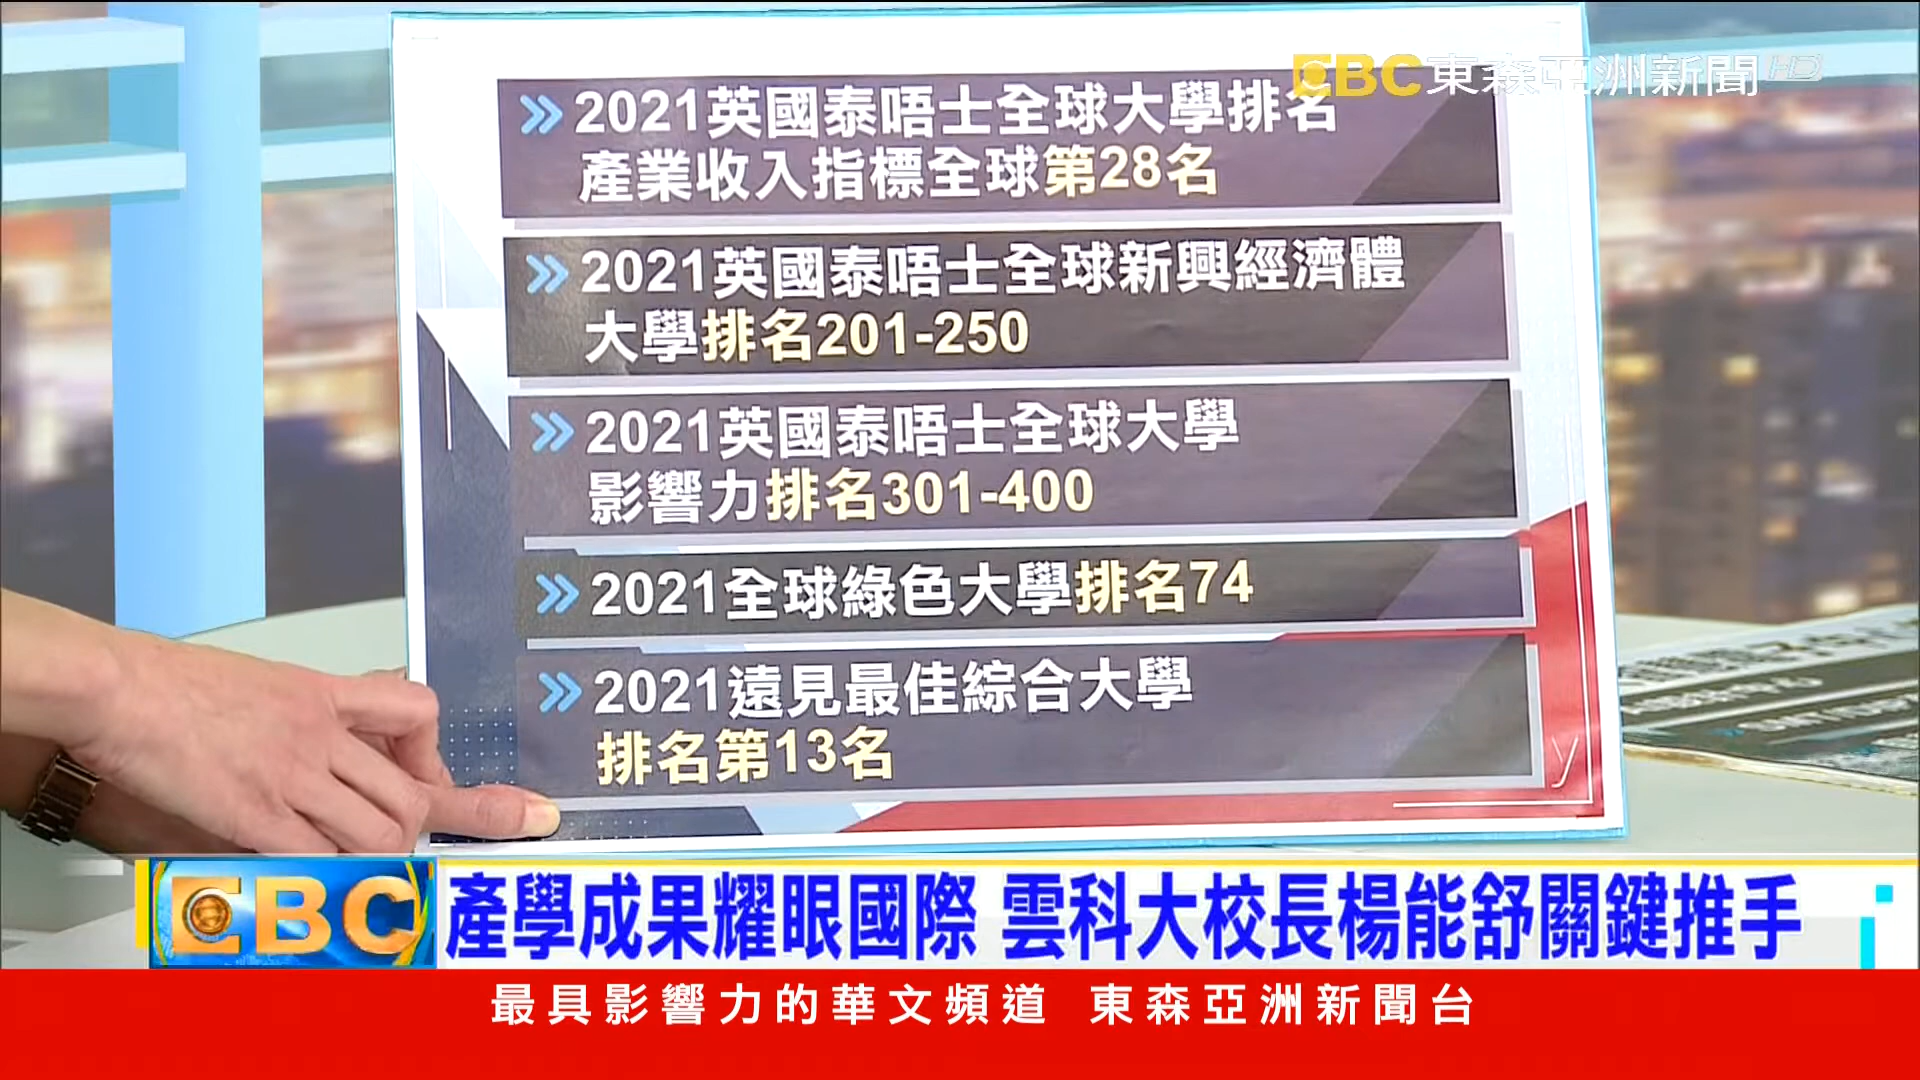 EBC東森亞洲新聞HD
2021英國泰唔士全球大學排名
產業收入指標全球第28名
2021英國泰唔士全球新興經濟體
大學排名201-250
2021英國泰唔士全球大學
影響力排名301-400
2021全球綠色大學排名74
2021遠見最佳綜合大學
排名第13名
y
EBC 產學成果耀眼國際 雲科大校長楊能舒關鍵推手
最具影響力的華文頻道 東森亞洲新聞台